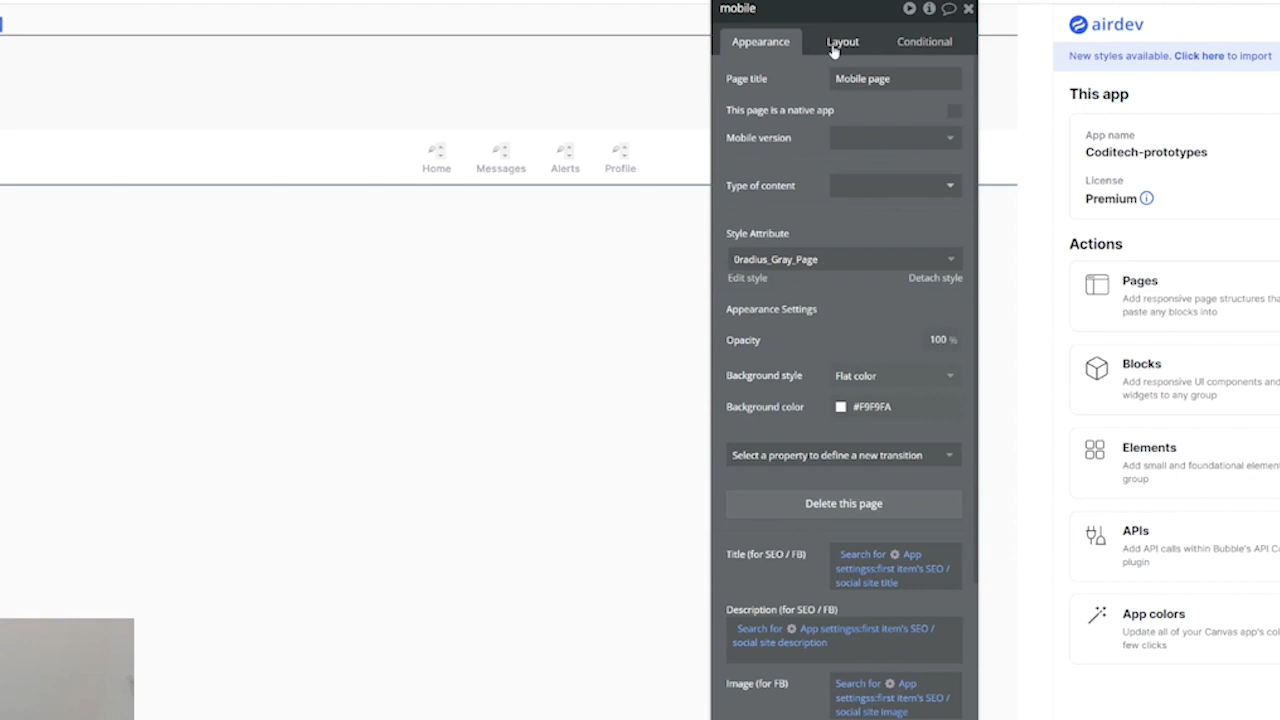 mobile
Appearance
Layout
Conditional
Page title
Mobile page
This page is a native app
Mobile version
Type of content
Style Attribute
0radius_Gray_Page
Edit style
Detach style
Appearance Settings
Opacity
100 %
Background style
Flat color
Background color
#F9F9FA
Select a property to define a new transition
Delete this page
Title (for SEO / FB)
Search for App
settingss:first item's SEO /
social site title
Description (for SEO / FB)
Search for App settingss:first item's SEO /
social site description
Image (for FB)
Search for App
settingss:first item's SEO /
social site image
Home
Messages
Alerts
Profile
airdev
New styles available. Click here to import
This app
App name
Coditech-prototypes
License
Premium
Actions
Pages
Add responsive page structures
paste any blocks into
Blocks
Add responsive UI components
widgets to any group
Elements
Add small and foundational
group
APIs
Add API calls within Bubble's API
plugin
App colors
Update all of your Canvas app's
few clicks